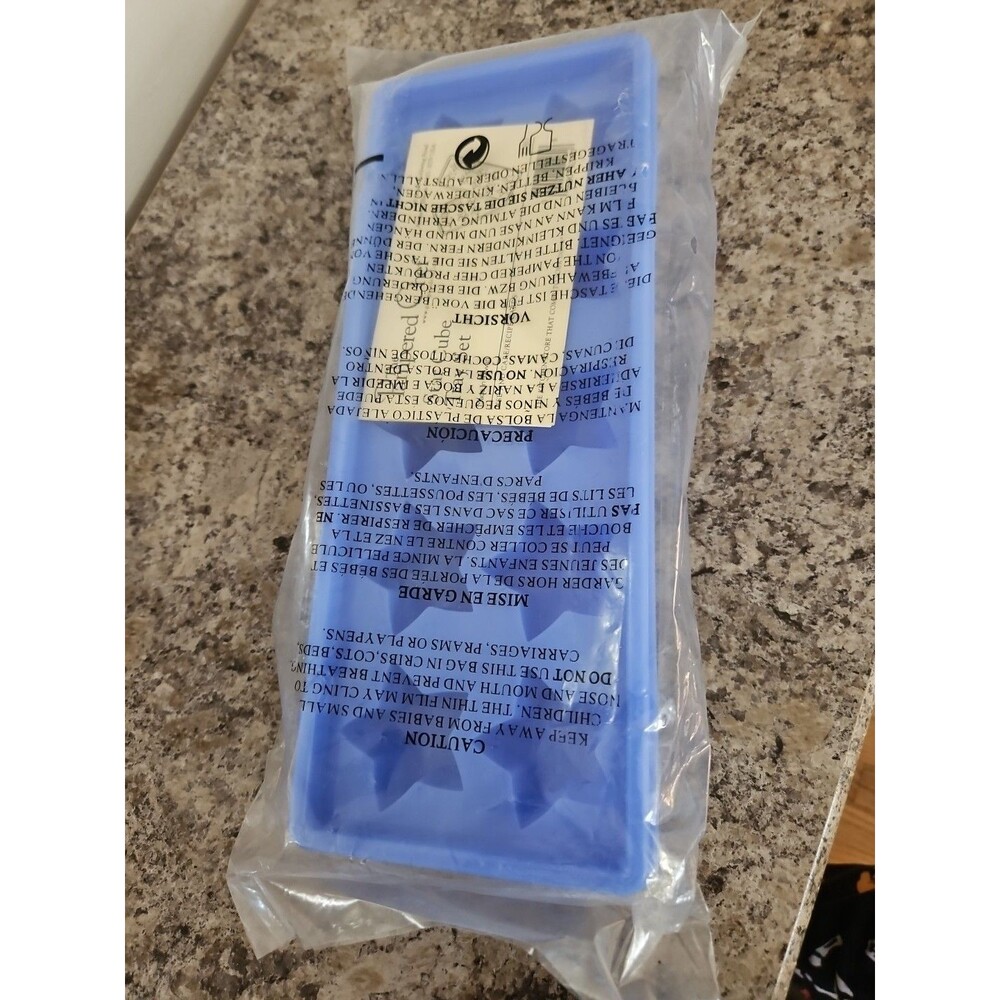 CAUTION
KEEP AWAY FROM BABIES AND SMALL
CHILDREN. THE THIN FILM MAY CLING TO
NOSE AND MOUTH AND PREVENT BREATHING.
DO NOT USE THIS BAG IN CRIBS, COTS, BEDS,
CARRIAGES, PRAMS OR PLAYPENS.
MISE EN GARDE
GARDER HORS DE LA PORTÉE DES BÉBÉS ET
DES JEUNES ENFANTS. LA MINCE PELLICULE
PEUT SE COLLER CONTRE LE NEZ ET LA
BOUCHE ET LES EMPÊCHER DE RESPIRER. NE
PAS UTILISER CE SAC DANS LES BASSINETTES,
LES LITS DE BÉBÉS, LES POUSSETTES, OU LES
PARCS D'ENFANTS.
PRECAUCIÓN
MANTENGA LA BOLSA DE PLASTICO ALEJADA
DE BEBES Y NIÑOS PEQUEÑOS. ESTA PUEDE
ADHERIRSE A LA NARIZ Y BOCA E IMPEDIR LA
RESPIRACIÓN. NO USE LA BOLSA DENTRO
DE CUNAS, CAMAS, COCHECITOS DE NIÑOS.
VORSICHT
DIESE TASCHE IST FÜR DIE VORÜBERGEHENDE
AUFBEWAHRUNG BZW. DIE BEFÖRDERUNG
VON THE PAMPERED CHEF PRODUKTEN
GEEIGNET. BITTE HALTEN SIE DIE TASCHE VON
BABIES UND KLEINKINDERN FERN. DER DÜNNE
FILM KANN AN NASE UND MUND HÄNGEN
BLEIBEN UND DIE ATMUNG VERHINDERN.
DAHER NUTZEN SIE DIE TASCHE NICHT IN
KRIPPEN, BETTEN, KINDERWAGEN,
TRAGEGESTELLEN ODER LAUFSTÄLLEN
Pampered
Cube
Set